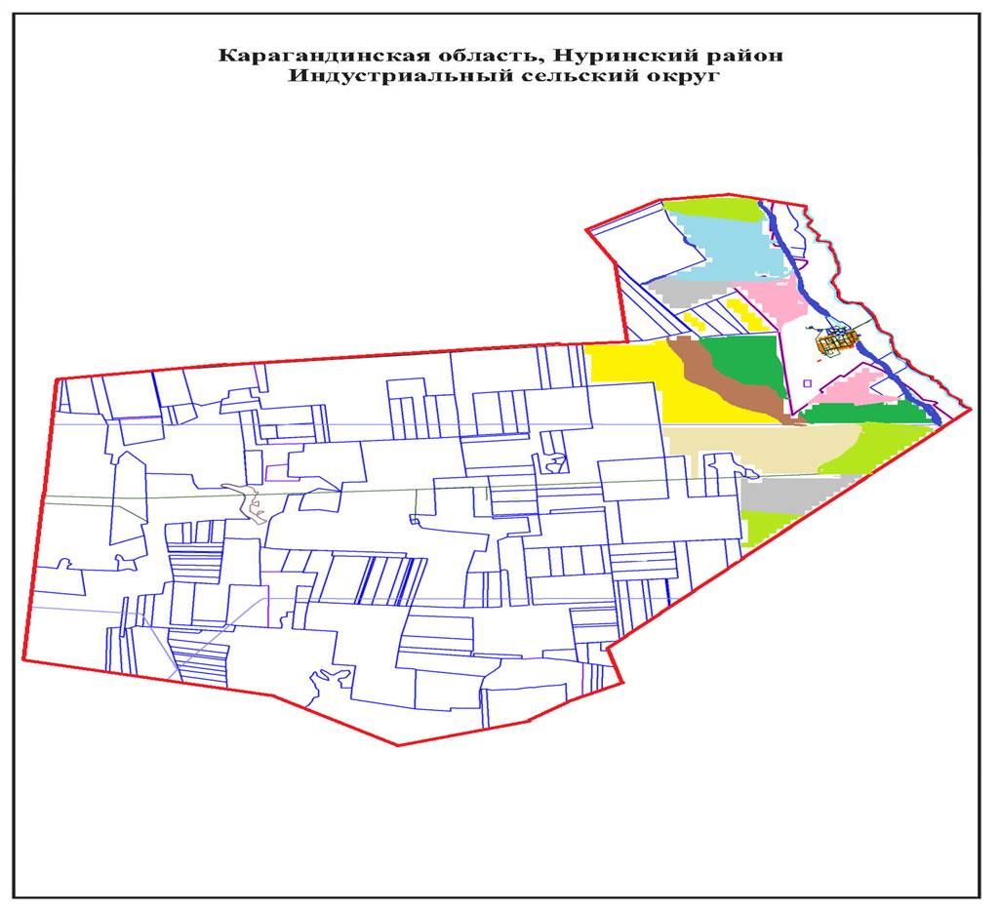 Карагандинская область, Нуринский район
Индустриальный сельский округ